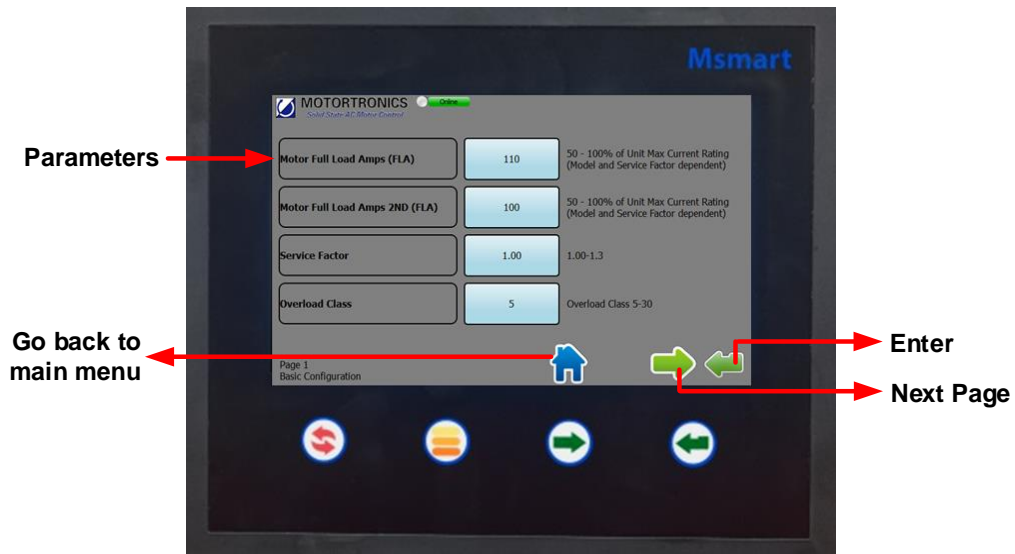 Msmart
MOTORTRONICS
Online
Solid State AC Motor Control
Parameters
Motor Full Load Amps (FLA)
110
50 - 100% of Unit Max Current Rating
(Model and Service Factor dependent)
Motor Full Load Amps 2ND (FLA)
100
50 - 100% of Unit Max Current Rating
(Model and Service Factor dependent)
Service Factor
1.00
1.00-1.3
Overload Class
5
Overload Class 5-30
Go back to
main menu
Enter
Page 1
Basic Configuration
Next Page